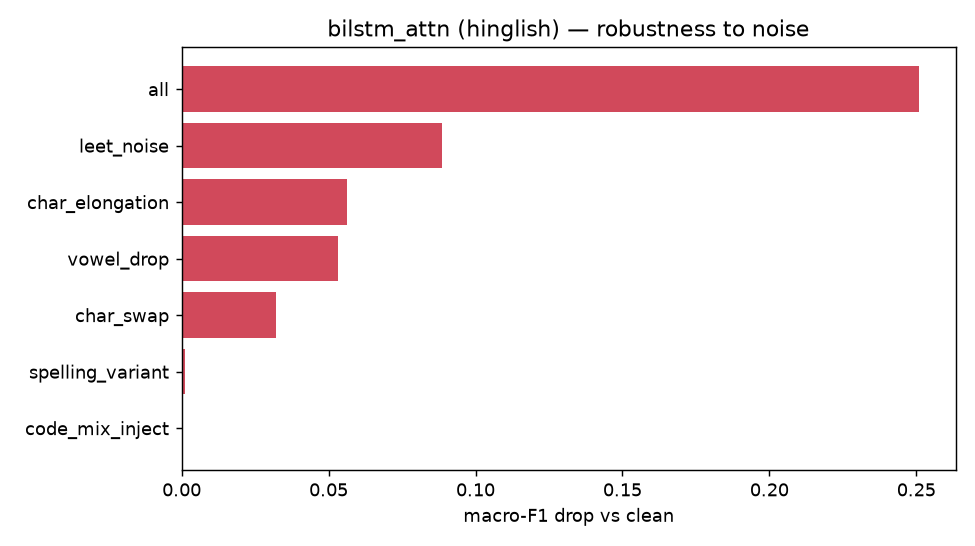 bilstm_attn (hinglish) — robustness to noise
all
leet_noise
char_elongation
vowel_drop
char_swap
spelling_variant
code_mix_inject
0.00 0.05 0.10 0.15 0.20 0.25
macro-F1 drop vs clean